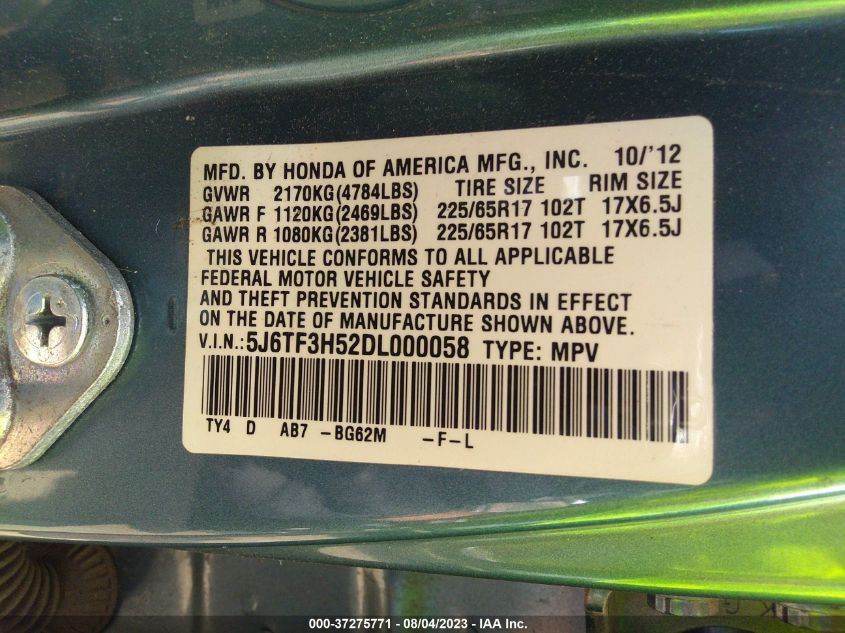 MFD. BY HONDA OF AMERICA MFG., INC. 10/'12
GVWR 2170KG(4784LBS) TIRE SIZE RIM SIZE
GAWR F 1120KG(2469LBS) 225/65R17 102T 17X6.5J
GAWR R 1080KG(2381LBS) 225/65R17 102T 17X6.5J
THIS VEHICLE CONFORMS TO ALL APPLICABLE
FEDERAL MOTOR VEHICLE SAFETY
AND THEFT PREVENTION STANDARDS IN EFFECT
ON THE DATE OF MANUFACTURE SHOWN ABOVE.
V.I.N.: 5J6TF3H52DL000058 TYPE: MPV
TY4 D AB7 -BG62M -F-L
000-37275771 - 08/04/2023 - IAA Inc.